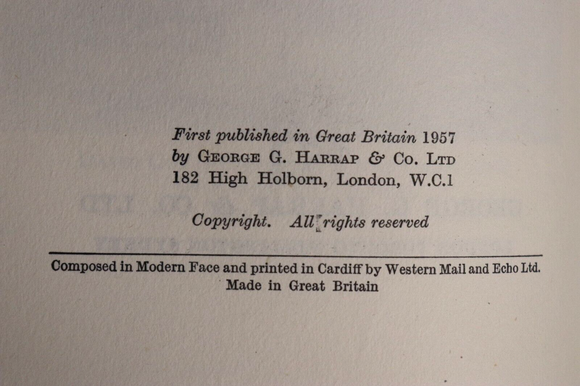 First published in Great Britain 1957
by GEORGE G. HARRAP & CO. LTD
182 High Holborn, London, W.C.1
Copyright. All rights reserved
Composed in Modern Face and printed in Cardiff by Western Mail and Echo Ltd.
Made in Great Britain